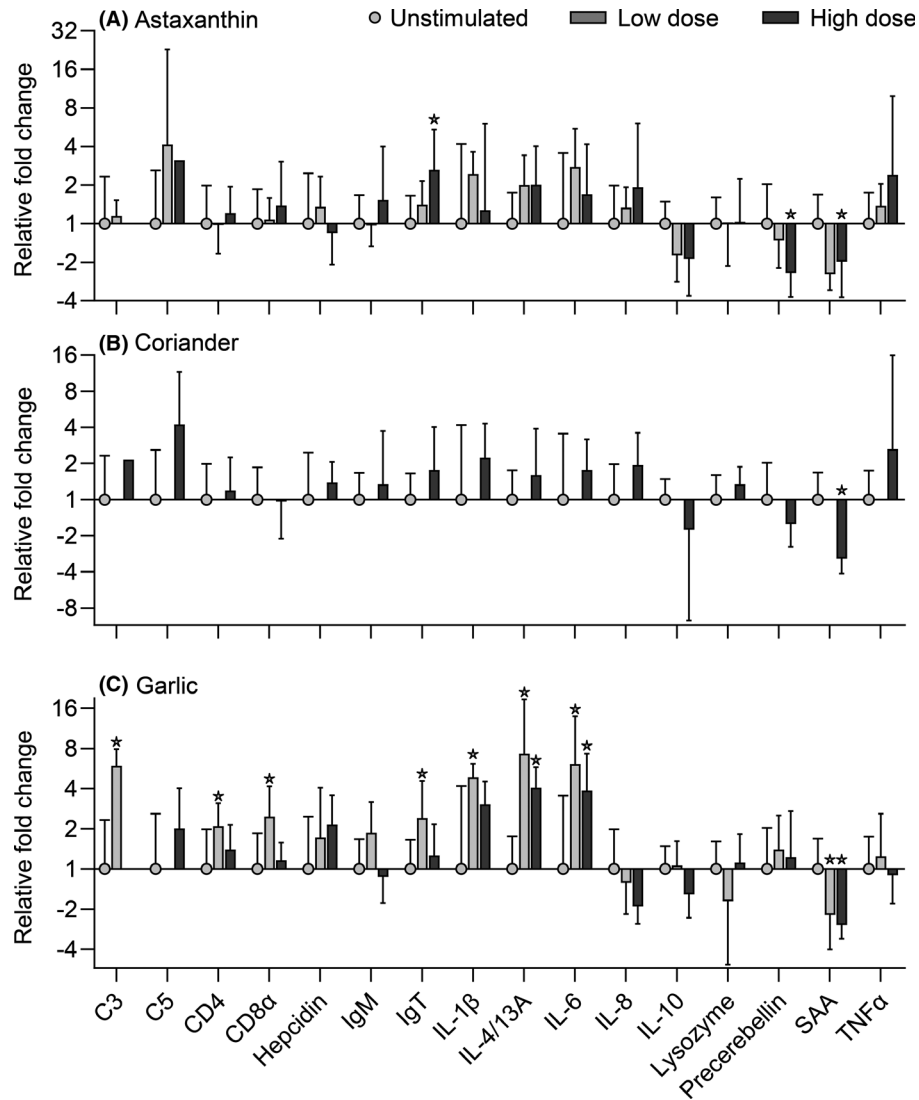 (A) Astaxanthin
Unstimulated
Low dose
High dose
Relative fold change
32
16
8
4
2
1
-2
-4
(B) Coriander
Relative fold change
16
8
4
2
1
-2
-4
-8
(C) Garlic
Relative fold change
16
8
4
2
1
-2
-4
C3
C5
CD4
CD8α
Hepcidin
IgM
IgT
IL-1β
IL-4/13A
IL-6
IL-8
IL-10
Lysozyme
Precerebellin
SAA
TNFα